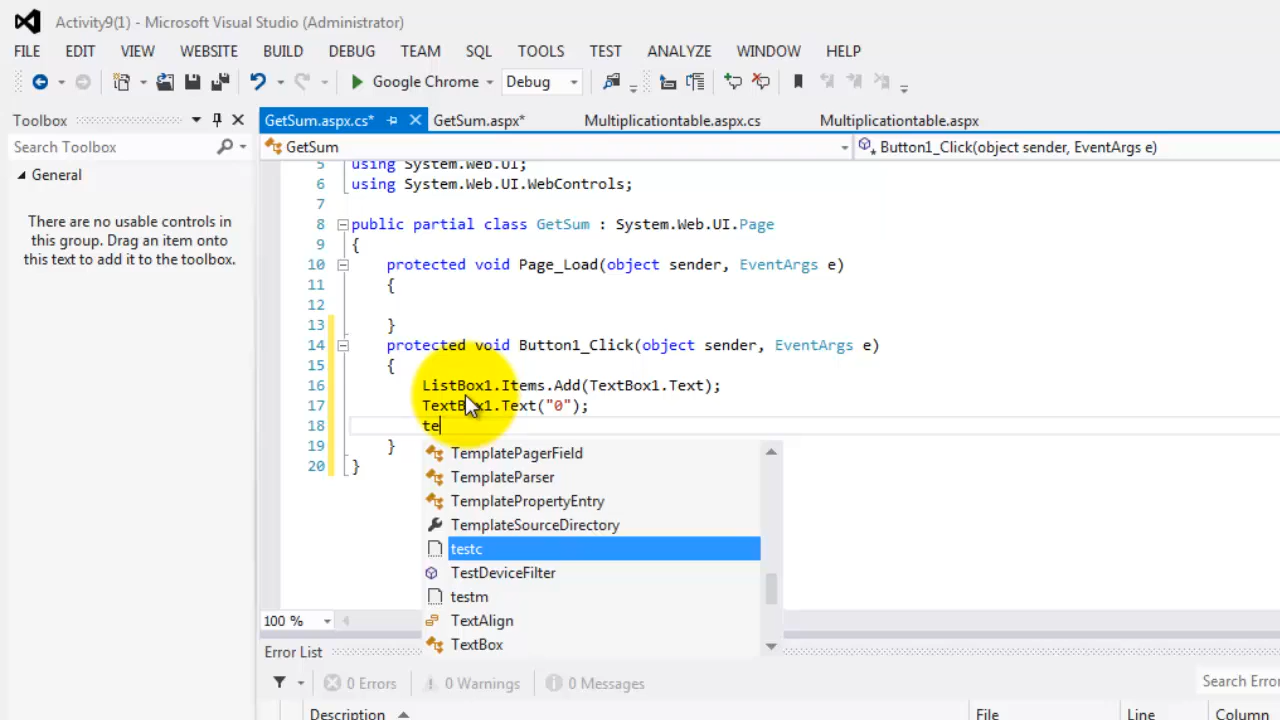 Activity9(1) - Microsoft Visual Studio (Administrator)
FILE EDIT VIEW WEBSITE BUILD DEBUG TEAM SQL TOOLS TEST ANALYZE WINDOW HELP
Google Chrome Debug
Toolbox
Search Toolbox
General
There are no usable controls in
this group. Drag an item onto
this text to add it to the toolbox.
GetSum.aspx.cs* GetSum.aspx* Multiplicationtable.aspx.cs Multiplicationtable.aspx
GetSum Button1_Click(object sender, EventArgs e)
5 using System.Web.UI;
6 using System.Web.UI.WebControls;
7
8 public partial class GetSum : System.Web.UI.Page
9 {
10 protected void Page_Load(object sender, EventArgs e)
11 {
12
13 }
14 protected void Button1_Click(object sender, EventArgs e)
15 {
16 ListBox1.Items.Add(TextBox1.Text);
17 TextBox1.Text("0");
18 te
19 }
20 }
TemplatePagerField
TemplateParser
TemplatePropertyEntry
TemplateSourceDirectory
testc
TestDeviceFilter
testm
TextAlign
TextBox
100 %
Error List
0 Errors 0 Warnings 0 Messages Search Error
Description File Line Column